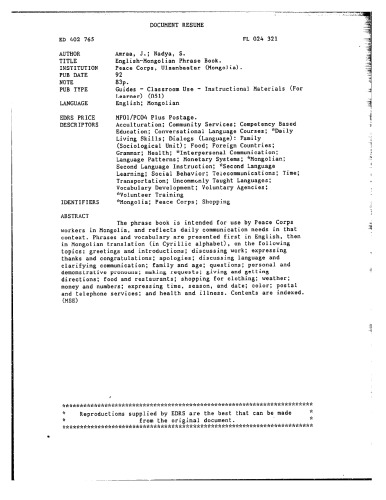 DOCUMENT RESUME
ED 402 765 FL 024 321
AUTHOR Amraa, J.; Nadya, S.
TITLE English-Mongolian Phrase Book.
INSTITUTION Peace Corps, Ulaanbaatar (Mongolia).
PUB DATE 92
NOTE 83p.
PUB TYPE Guides - Classroom Use - Instructional Materials (For
Learner) (051)
LANGUAGE English; Mongolian
EDRS PRICE MF01/PC04 Plus Postage.
DESCRIPTORS Acculturation; Community Services; Competency Based
Education; Conversational Language Courses; *Daily
Living Skills; Dialogs (Language); Family
(Sociological Unit); Food; Foreign Countries;
Grammar; Health; *Interpersonal Communication;
Language Patterns; Monetary Systems; *Mongolian;
Second Language Instruction; *Second Language
Learning; Social Behavior; Telecommunications; Time;
Transportation; Uncommonly Taught Languages;
Vocabulary Development; Voluntary Agencies;
*Volunteer Training
IDENTIFIERS *Mongolia; Peace Corps; Shopping
ABSTRACT
The phrase book is intended for use by Peace Corps
workers in Mongolia, and reflects daily communication needs in that
context. Phrases and vocabulary are presented first in English, then
in Mongolian translation (in Cyrillic alphabet), on the following
topics: greetings and introductions; discussing work; expressing
thanks and congratulations; apologies; discussing language and
clarifying communication; family and age; questions; personal and
demonstrative pronouns; making requests; giving and getting
directions; food and restaurants; shopping for clothing; weather;
money and numbers; expressing time, season, and date; color; postal
and telephone services; and health and illness. Contents are indexed.
(MSE)
***********************************************************************
* Reproductions supplied by EDRS are the best that can be made *
* from the original document. *
***********************************************************************